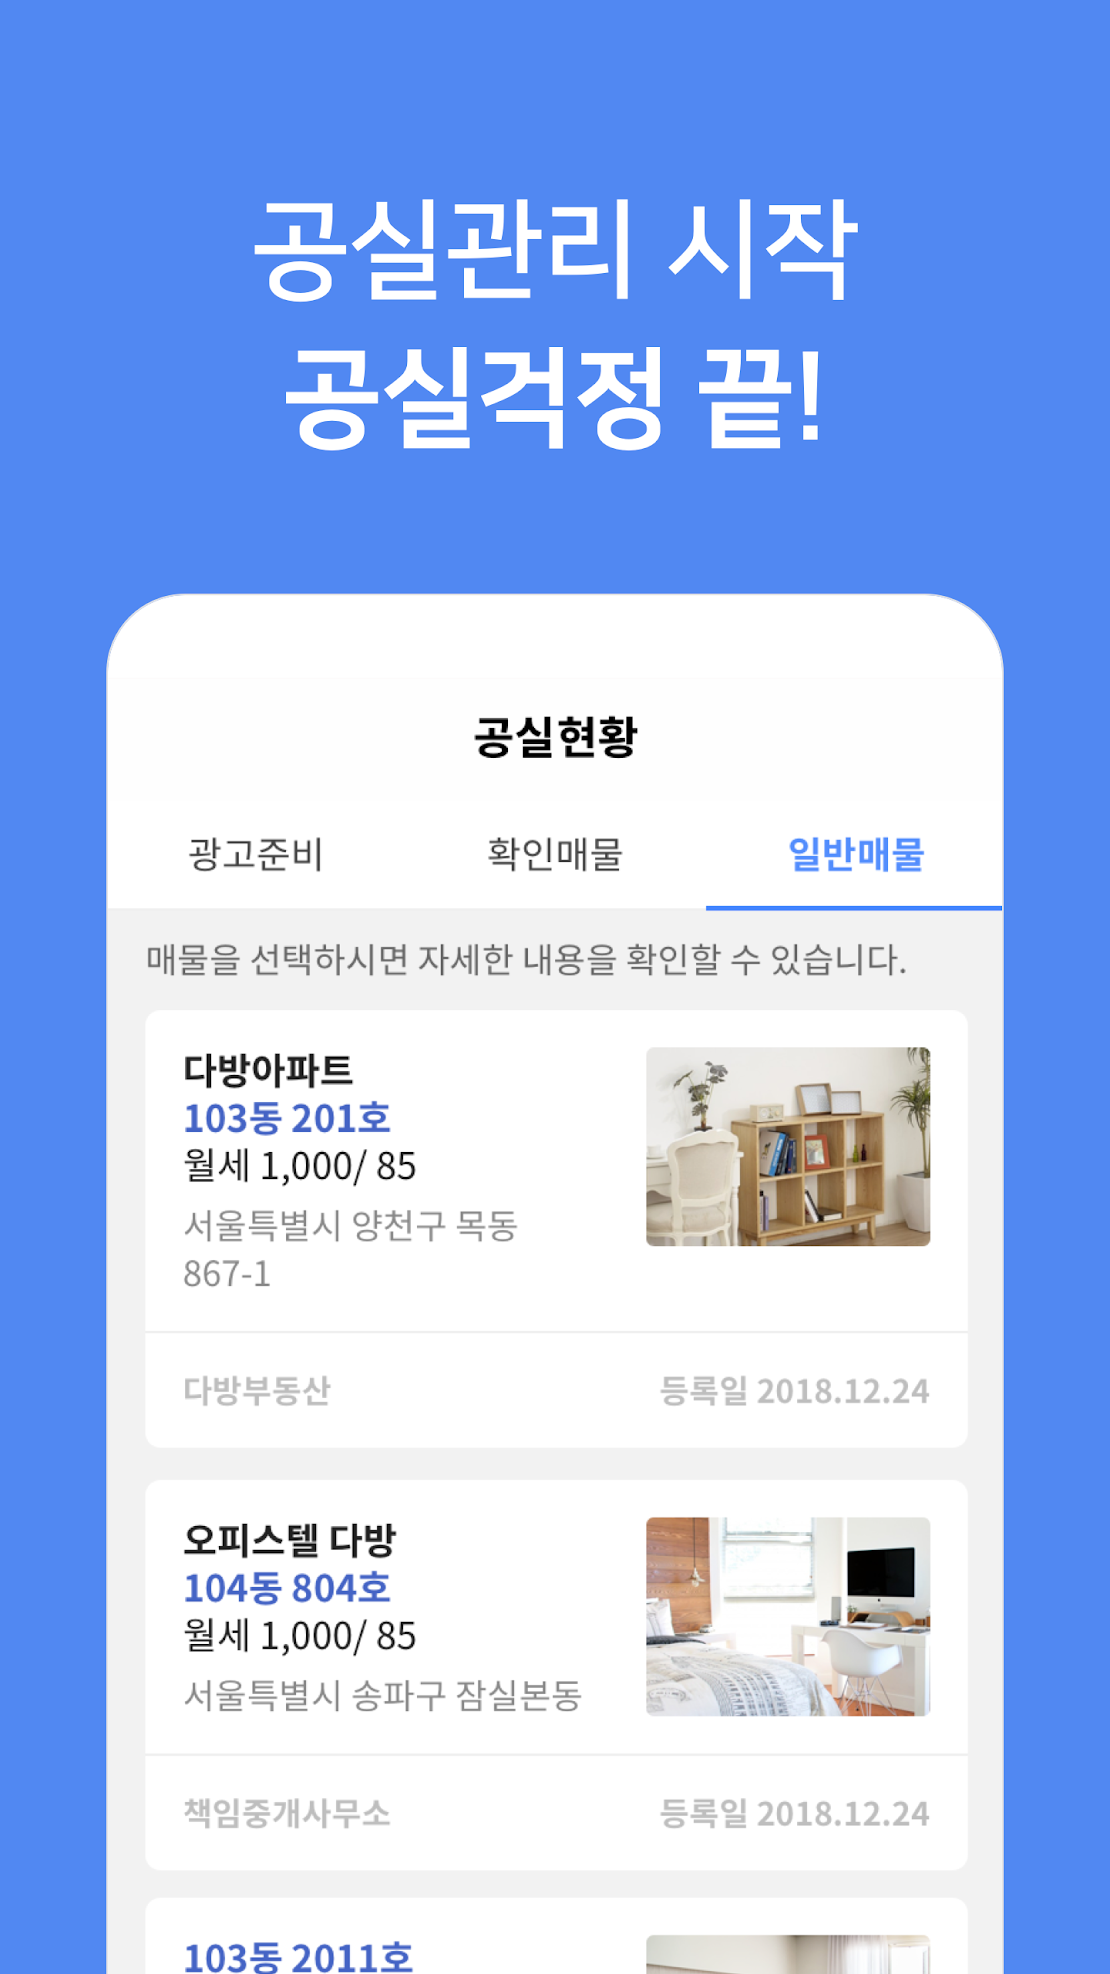 공실관리 시작
공실걱정 끝!
공실현황
광고준비 확인매물 일반매물
매물을 선택하시면 자세한 내용을 확인할 수 있습니다.
다방아파트
103동 201호
월세 1,000/ 85
서울특별시 양천구 목동
867-1
다방부동산 등록일 2018.12.24
오피스텔 다방
104동 804호
월세 1,000/ 85
서울특별시 송파구 잠실본동
책임중개사무소 등록일 2018.12.24
103동 2011호